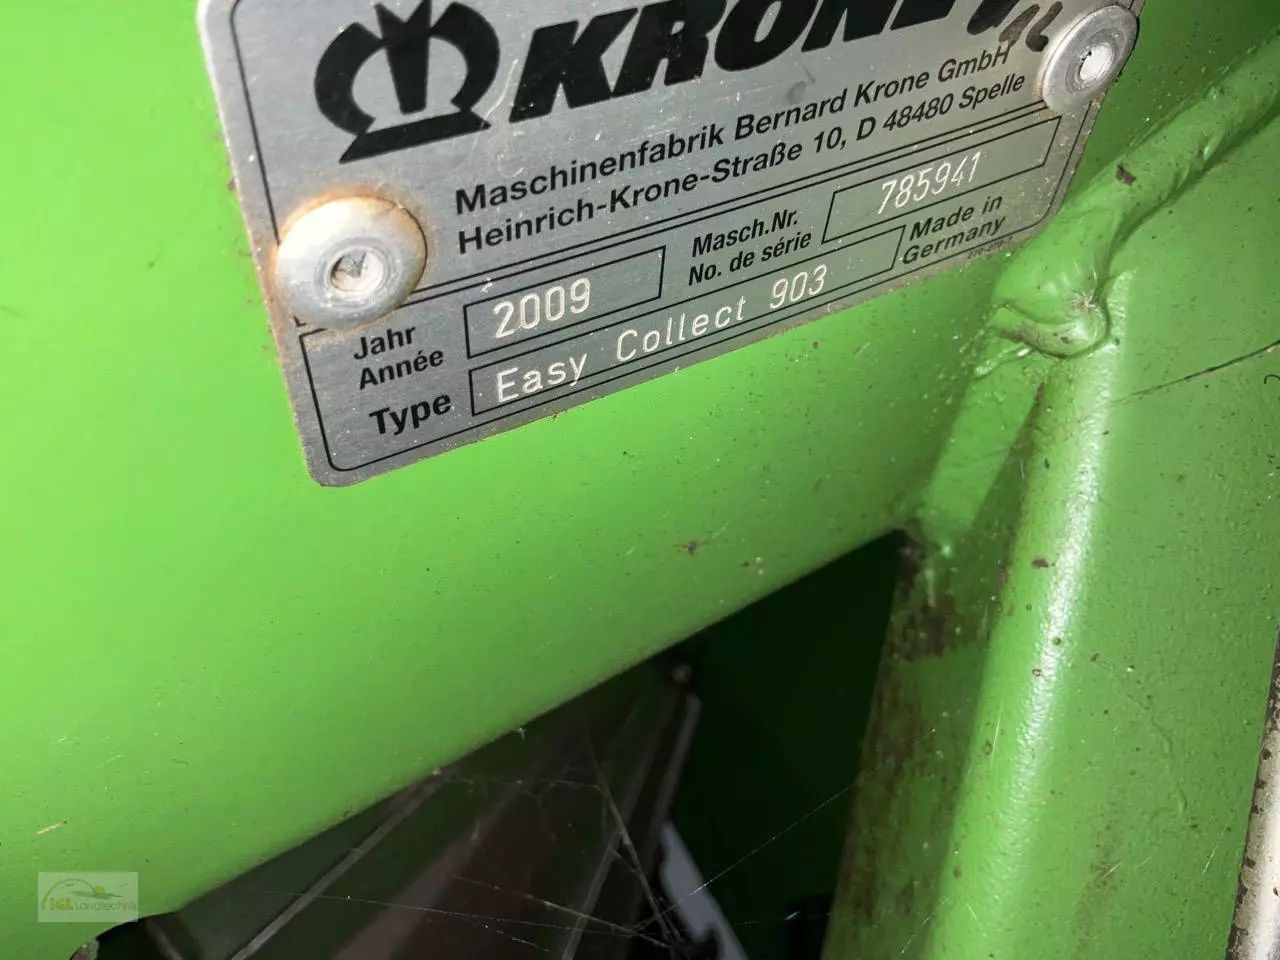 KRONE
Maschinenfabrik Bernard Krone GmbH
Heinrich-Krone-Straße 10, D 48480 Spelle
Masch.Nr.
No. de série
785941
Jahr
Année
2009
Made in
Germany
Type
Easy Collect 903
Landtechnik